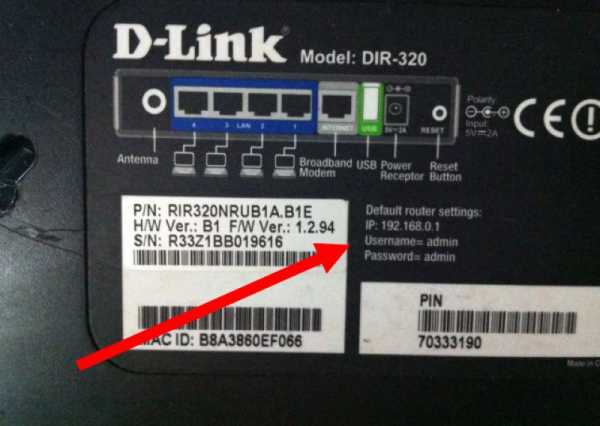 D-Link Model: DIR-320
4 3 LAN 2 1 INTERNET USB 5V⎓2A RESET
Polarity
Input:
5V⎓2A
Antenna Broadband Modem USB Power Receptor Reset Button
P/N: RIR320NRUB1A.B1E
H/W Ver.: B1 F/W Ver.: 1.2.94
S/N: R33Z1BB019616
MAC ID: B8A3860EF066
Default router settings:
IP: 192.168.0.1
Username= admin
Password= admin
PIN
70333190
Made in C